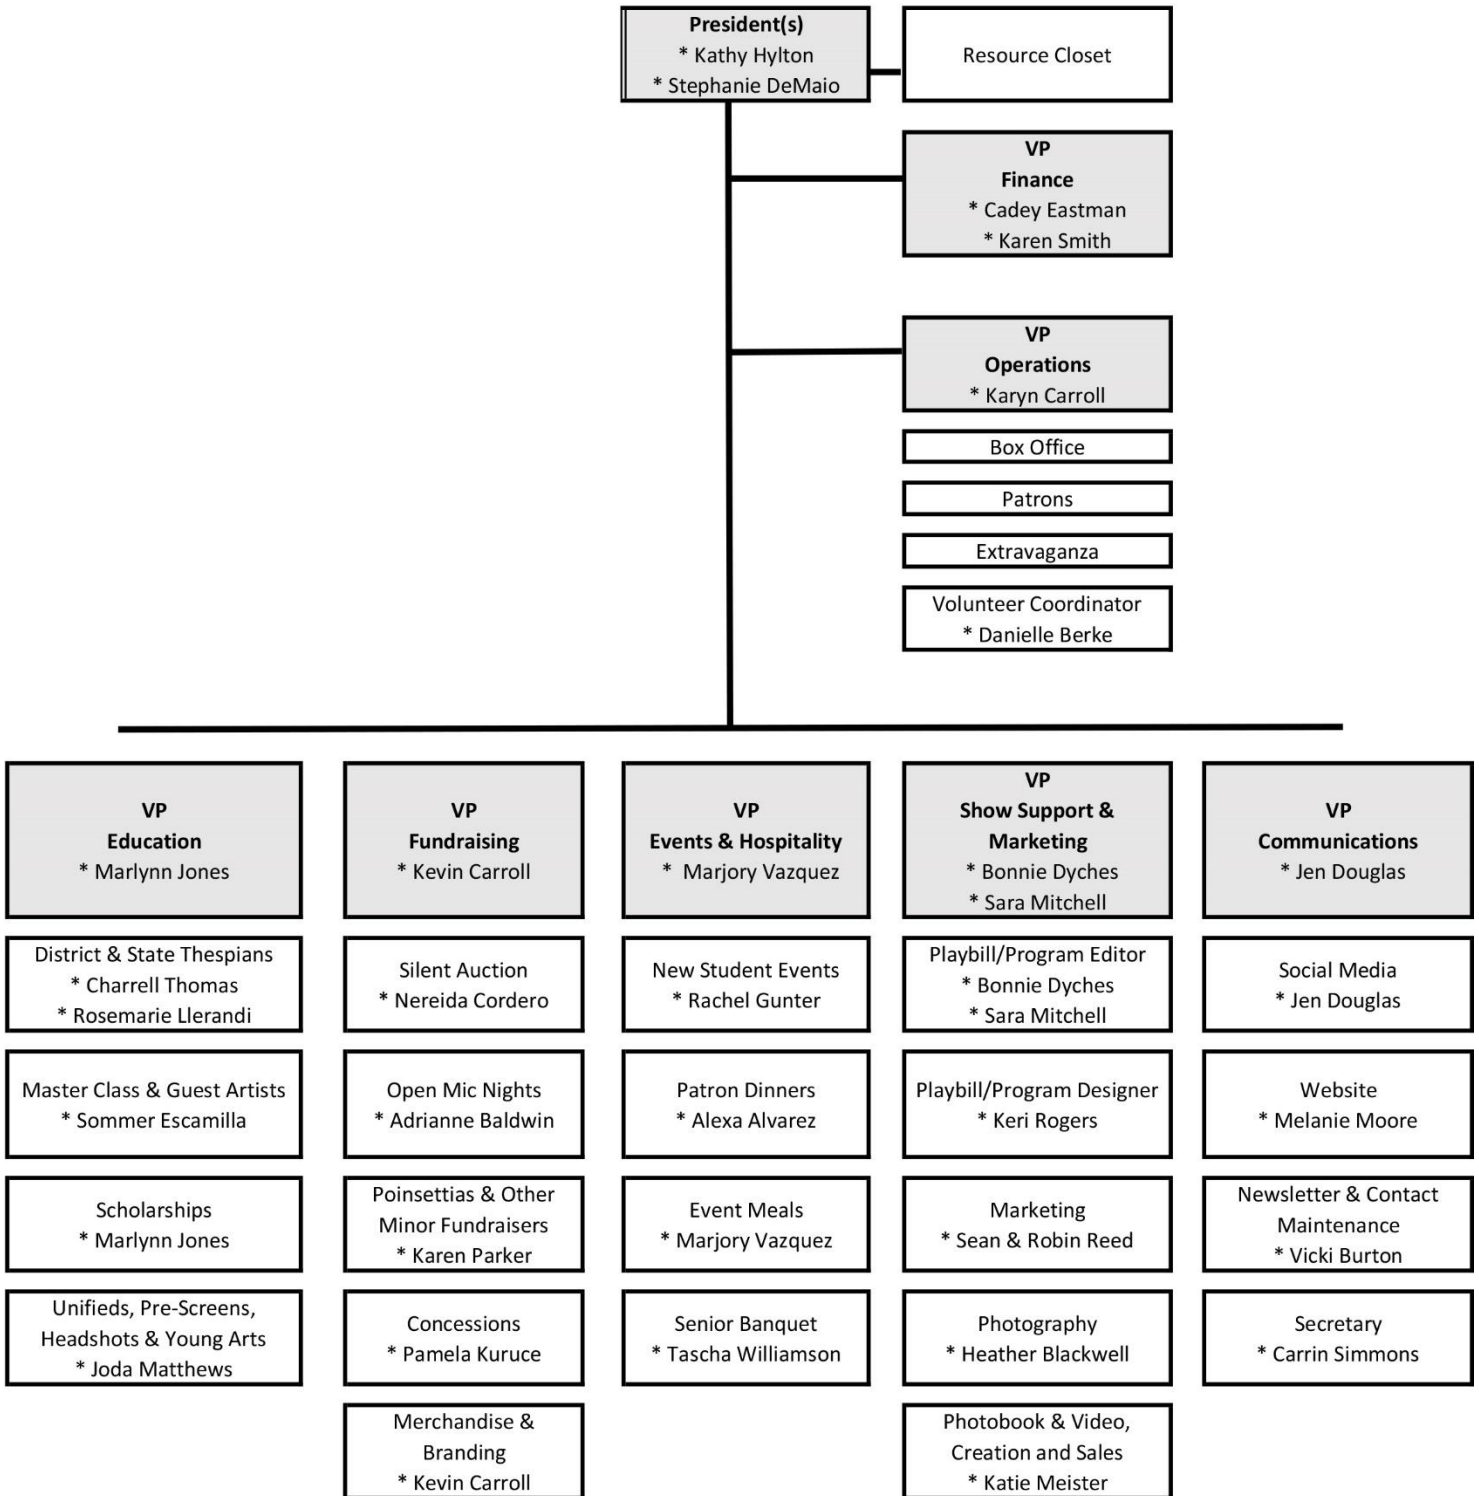 President(s)
* Kathy Hylton
* Stephanie DeMaio
Resource Closet
VP
Finance
* Cadey Eastman
* Karen Smith
VP
Operations
* Karyn Carroll
Box Office
Patrons
Extravaganza
Volunteer Coordinator
* Danielle Berke
VP
Education
* Marlynn Jones
District & State Thespians
* Charrell Thomas
* Rosemarie Llerandi
Master Class & Guest Artists
* Sommer Escamilla
Scholarships
* Marlynn Jones
Unifieds, Pre-Screens,
Headshots & Young Arts
* Joda Matthews
VP
Fundraising
* Kevin Carroll
Silent Auction
* Nereida Cordero
Open Mic Nights
* Adrianne Baldwin
Poinsettias & Other
Minor Fundraisers
* Karen Parker
Concessions
* Pamela Kuruce
Merchandise &
Branding
* Kevin Carroll
VP
Events & Hospitality
* Marjory Vazquez
New Student Events
* Rachel Gunter
Patron Dinners
* Alexa Alvarez
Event Meals
* Marjory Vazquez
Senior Banquet
* Tascha Williamson
VP
Show Support &
Marketing
* Bonnie Dyches
* Sara Mitchell
Playbill/Program Editor
* Bonnie Dyches
* Sara Mitchell
Playbill/Program Designer
* Keri Rogers
Marketing
* Sean & Robin Reed
Photography
* Heather Blackwell
Photobook & Video,
Creation and Sales
* Katie Meister
VP
Communications
* Jen Douglas
Social Media
* Jen Douglas
Website
* Melanie Moore
Newsletter & Contact
Maintenance
* Vicki Burton
Secretary
* Carrin Simmons